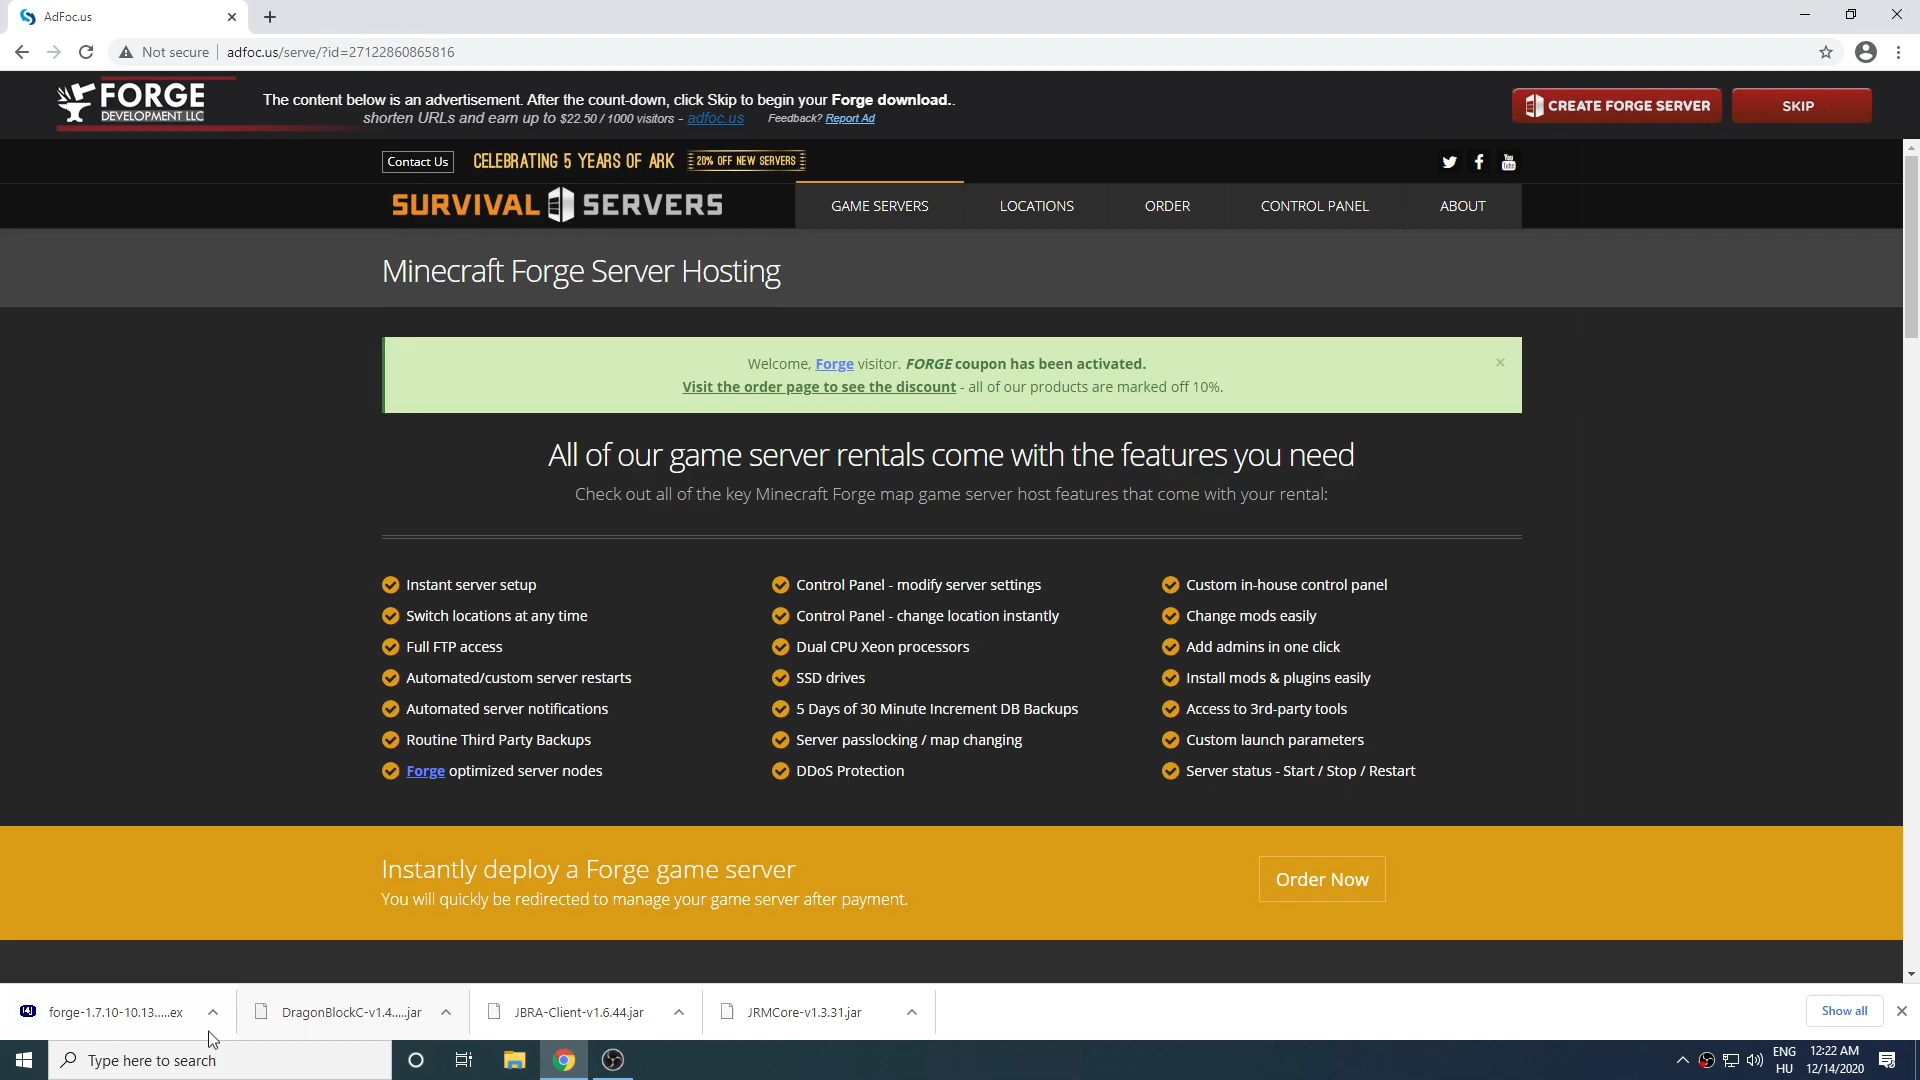 AdFoc.us
Not secure
adfoc.us/serve/?id=27122860865816
FORGE
DEVELOPMENT LLC
The content below is an advertisement. After the count-down, click Skip to begin your Forge download..
shorten URLs and earn up to $22.50 / 1000 visitors - adfoc.us Feedback? Report Ad
CREATE FORGE SERVER
SKIP
Contact Us
CELEBRATING 5 YEARS OF ARK
20% OFF NEW SERVERS
You Tube
SURVIVAL SERVERS
GAME SERVERS
LOCATIONS
ORDER
CONTROL PANEL
ABOUT
Minecraft Forge Server Hosting
Welcome, Forge visitor. FORGE coupon has been activated.
Visit the order page to see the discount - all of our products are marked off 10%.
All of our game server rentals come with the features you need
Check out all of the key Minecraft Forge map game server host features that come with your rental:
Instant server setup
Switch locations at any time
Full FTP access
Automated/custom server restarts
Automated server notifications
Routine Third Party Backups
Forge optimized server nodes
Control Panel - modify server settings
Control Panel - change location instantly
Dual CPU Xeon processors
SSD drives
5 Days of 30 Minute Increment DB Backups
Server passlocking / map changing
DDoS Protection
Custom in-house control panel
Change mods easily
Add admins in one click
Install mods & plugins easily
Access to 3rd-party tools
Custom launch parameters
Server status - Start / Stop / Restart
Instantly deploy a Forge game server
You will quickly be redirected to manage your game server after payment.
Order Now
forge-1.7.10-10.13.....ex
DragonBlockC-v1.4.....jar
JBRA-Client-v1.6.44.jar
JRMCore-v1.3.31.jar
Show all
Type here to search
ENG
HU
12:22 AM
12/14/2020